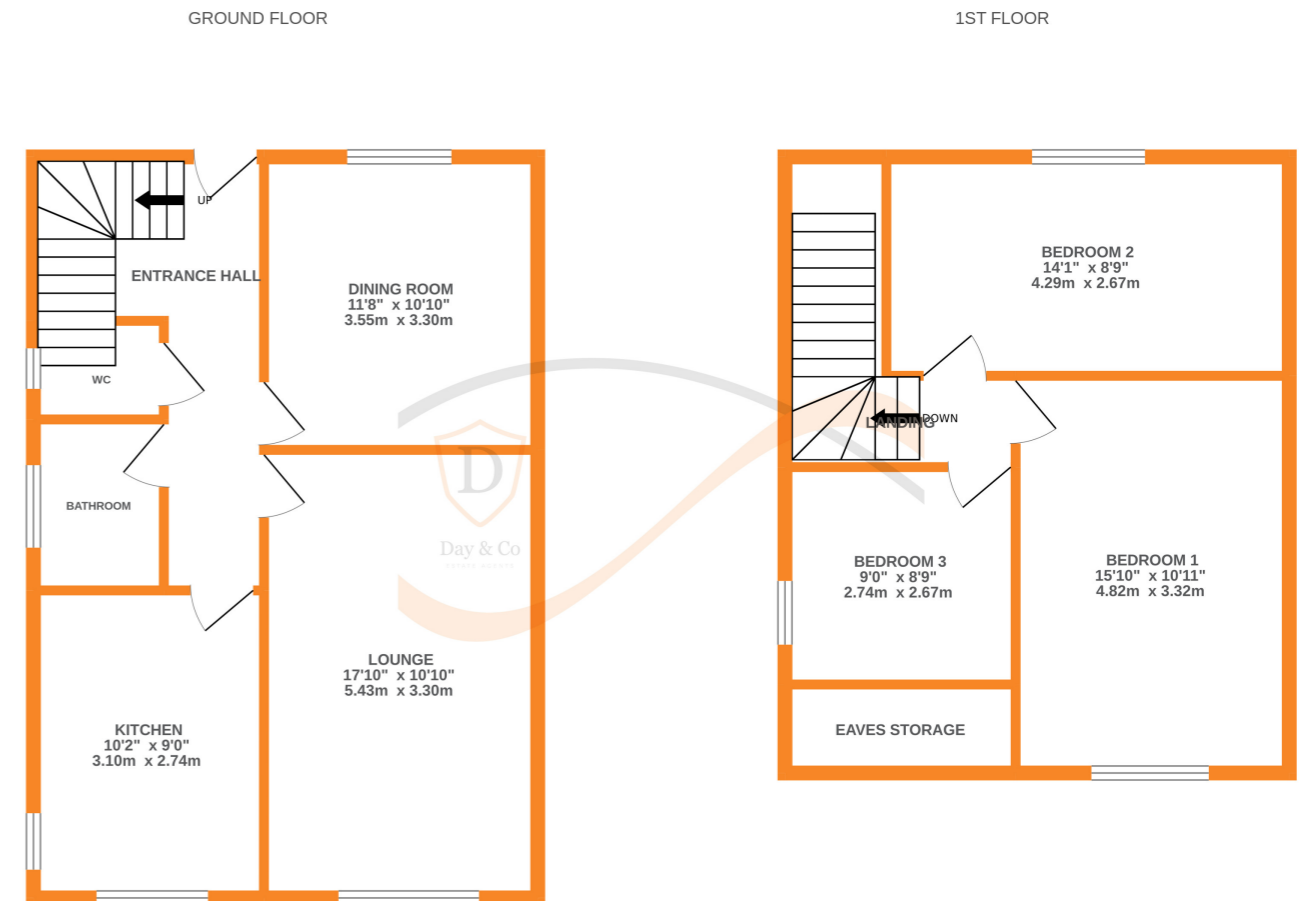 GROUND FLOOR
1ST FLOOR
UP
ENTRANCE HALL
DINING ROOM
11'8" x 10'10"
3.55m x 3.30m
WC
BATHROOM
KITCHEN
10'2" x 9'0"
3.10m x 2.74m
LOUNGE
17'10" x 10'10"
5.43m x 3.30m
D
Day & Co
ESTATE AGENTS
BEDROOM 2
14'1" x 8'9"
4.29m x 2.67m
DOWN
LANDING
BEDROOM 3
9'0" x 8'9"
2.74m x 2.67m
BEDROOM 1
15'10" x 10'11"
4.82m x 3.32m
EAVES STORAGE